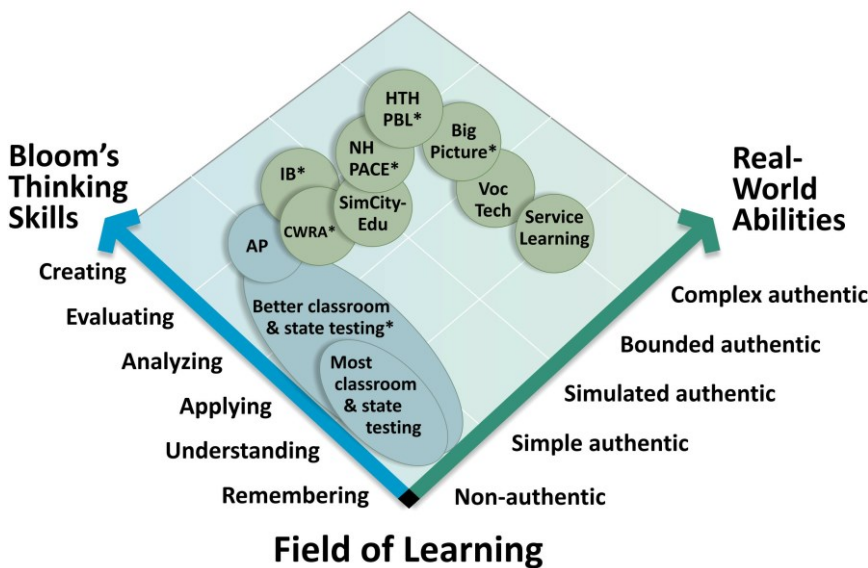 HTH
PBL*
Big
Picture*
NH
PACE*
IB*
Voc
Tech
SimCity-
Edu
CWRA*
Service
Learning
AP
Bloom's
Thinking
Skills
Real-
World
Abilities
Creating
Evaluating
Analyzing
Applying
Understanding
Remembering
Better classroom
& state testing*
Most
classroom
& state
testing
Complex authentic
Bounded authentic
Simulated authentic
Simple authentic
Non-authentic
Field of Learning